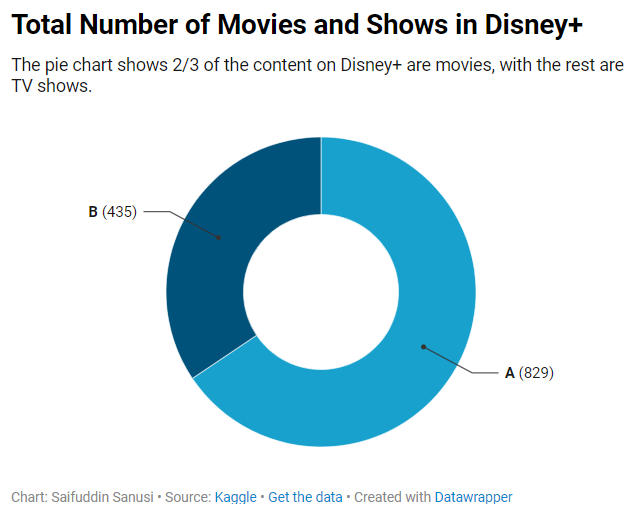 Total Number of Movies and Shows in Disney+
The pie chart shows 2/3 of the content on Disney+ are movies, with the rest are
TV shows.
B (435)
A (829)
Chart: Saifuddin Sanusi • Source: Kaggle • Get the data • Created with Datawrapper